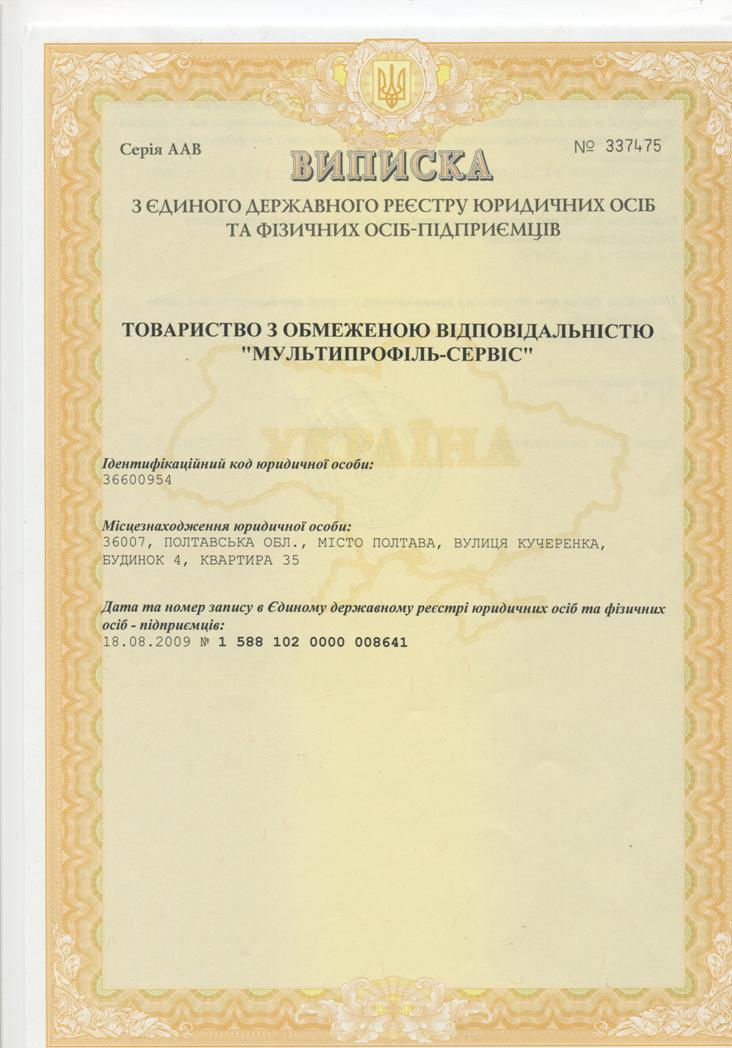 Серія ААВ
№ 337475
ВИПИСКА
З ЄДИНОГО ДЕРЖАВНОГО РЕЄСТРУ ЮРИДИЧНИХ ОСІБ
ТА ФІЗИЧНИХ ОСІБ-ПІДПРИЄМЦІВ
ТОВАРИСТВО З ОБМЕЖЕНОЮ ВІДПОВІДАЛЬНІСТЮ
"МУЛЬТИПРОФІЛЬ-СЕРВІС"
УКРАЇНА
Ідентифікаційний код юридичної особи:
36600954
Місцезнаходження юридичної особи:
36007, ПОЛТАВСЬКА ОБЛ., МІСТО ПОЛТАВА, ВУЛИЦЯ КУЧЕРЕНКА,
БУДИНОК 4, КВАРТИРА 35
Дата та номер запису в Єдиному державному реєстрі юридичних осіб та фізичних
осіб - підприємців:
18.08.2009 № 1 588 102 0000 008641